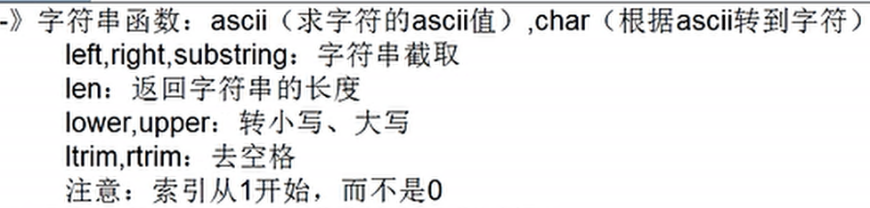 -》字符串函数：ascii（求字符的ascii值）,char（根据ascii转到字符）
left,right,substring：字符串截取
len：返回字符串的长度
lower,upper：转小写、大写
ltrim,rtrim：去空格
注意：索引从1开始，而不是0